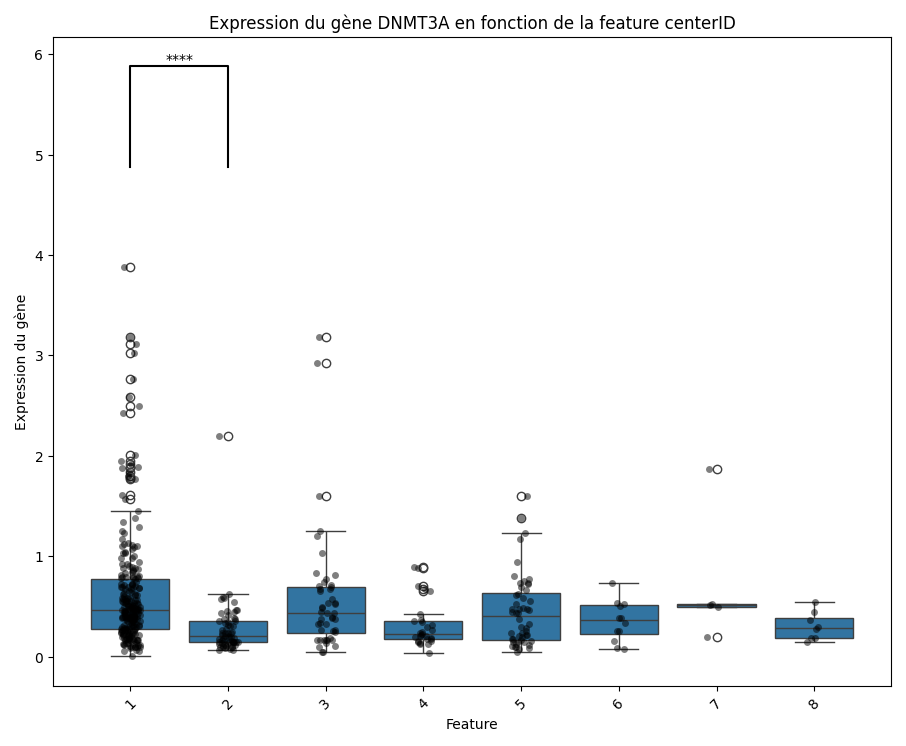 Expression du gène DNMT3A en fonction de la feature centerID
****
6
5
4
3
2
1
0
Expression du gène
1 2 3 4 5 6 7 8
Feature